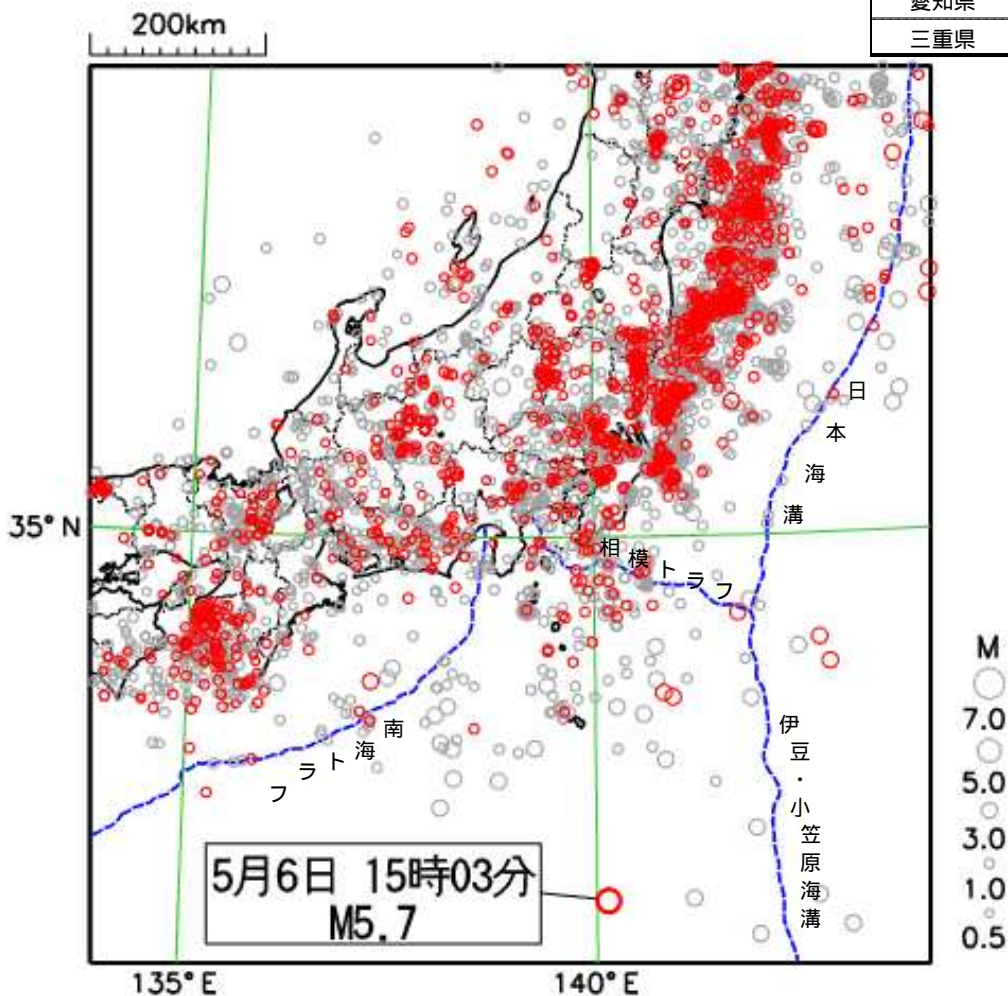 200km
愛知県
三重県
35°N
日本海溝
相模トラフ
南海トラフ
伊豆・小笠原海溝
M
7.0
5.0
3.0
1.0
0.5
5月6日 15時03分
M5.7
135°E
140°E